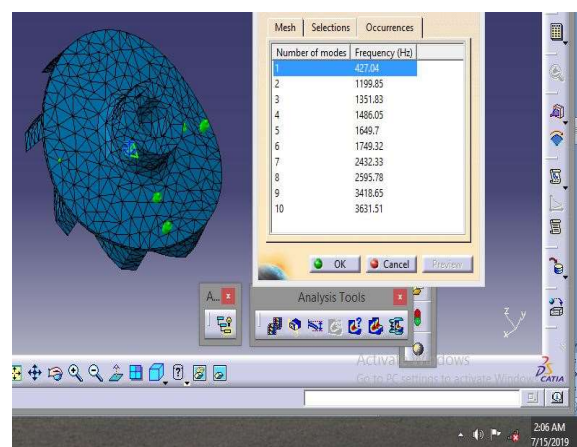 Mesh Selections Occurrences
Number of modes Frequency (Hz)
1 427.04
2 1199.85
3 1351.83
4 1486.05
5 1649.7
6 1749.32
7 2432.33
8 2595.78
9 3418.65
10 3631.51
OK Cancel Preview
A... x
Analysis Tools x
z y
x
Activate Windows
Go to PC settings to activate Windows
CATIA
2:06 AM
7/15/2019